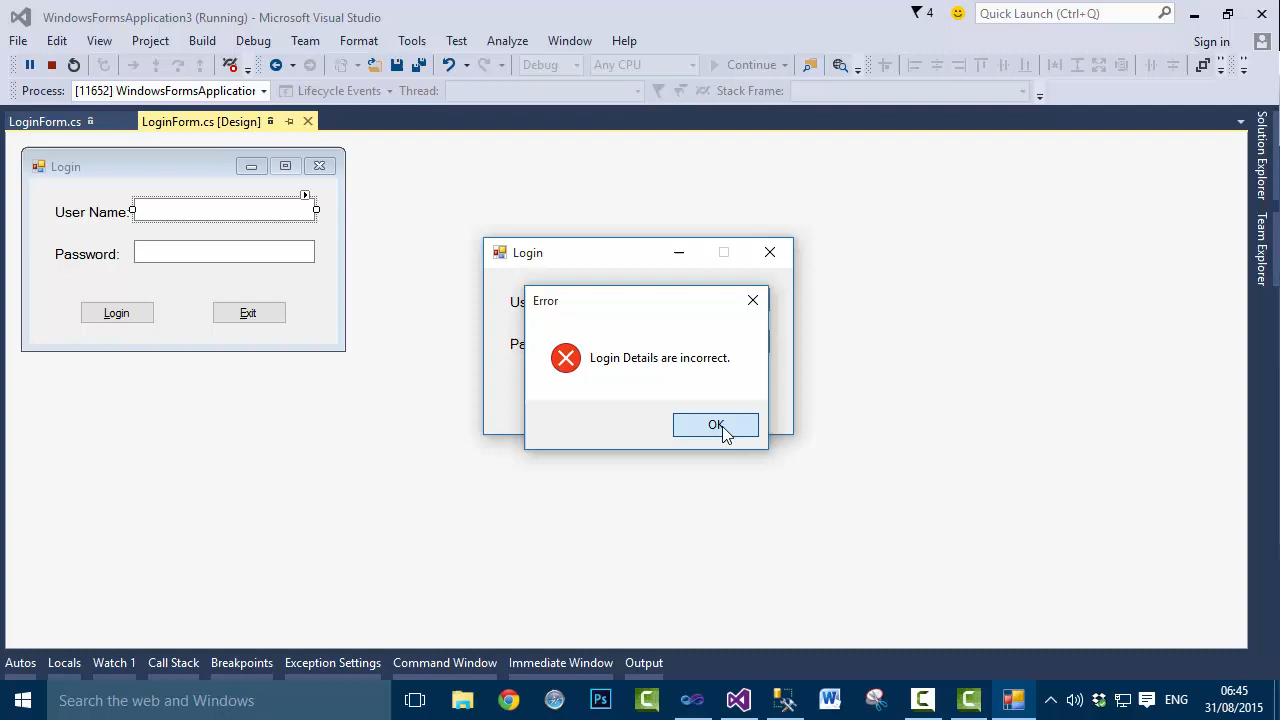 WindowsFormsApplication3 (Running) - Microsoft Visual Studio
4
Quick Launch (Ctrl+Q)
File Edit View Project Build Debug Team Format Tools Test Analyze Window Help
Sign in
Debug Any CPU Continue
Process: [11652] WindowsFormsApplication Lifecycle Events Thread: Stack Frame:
LoginForm.cs LoginForm.cs [Design]
Solution Explorer
Team Explorer
Login
User Name:
Password:
Login Exit
Login
Us
Pa
Error
Login Details are incorrect.
OK
Autos Locals Watch 1 Call Stack Breakpoints Exception Settings Command Window Immediate Window Output
Search the web and Windows
Ps
ENG
06:45
31/08/2015